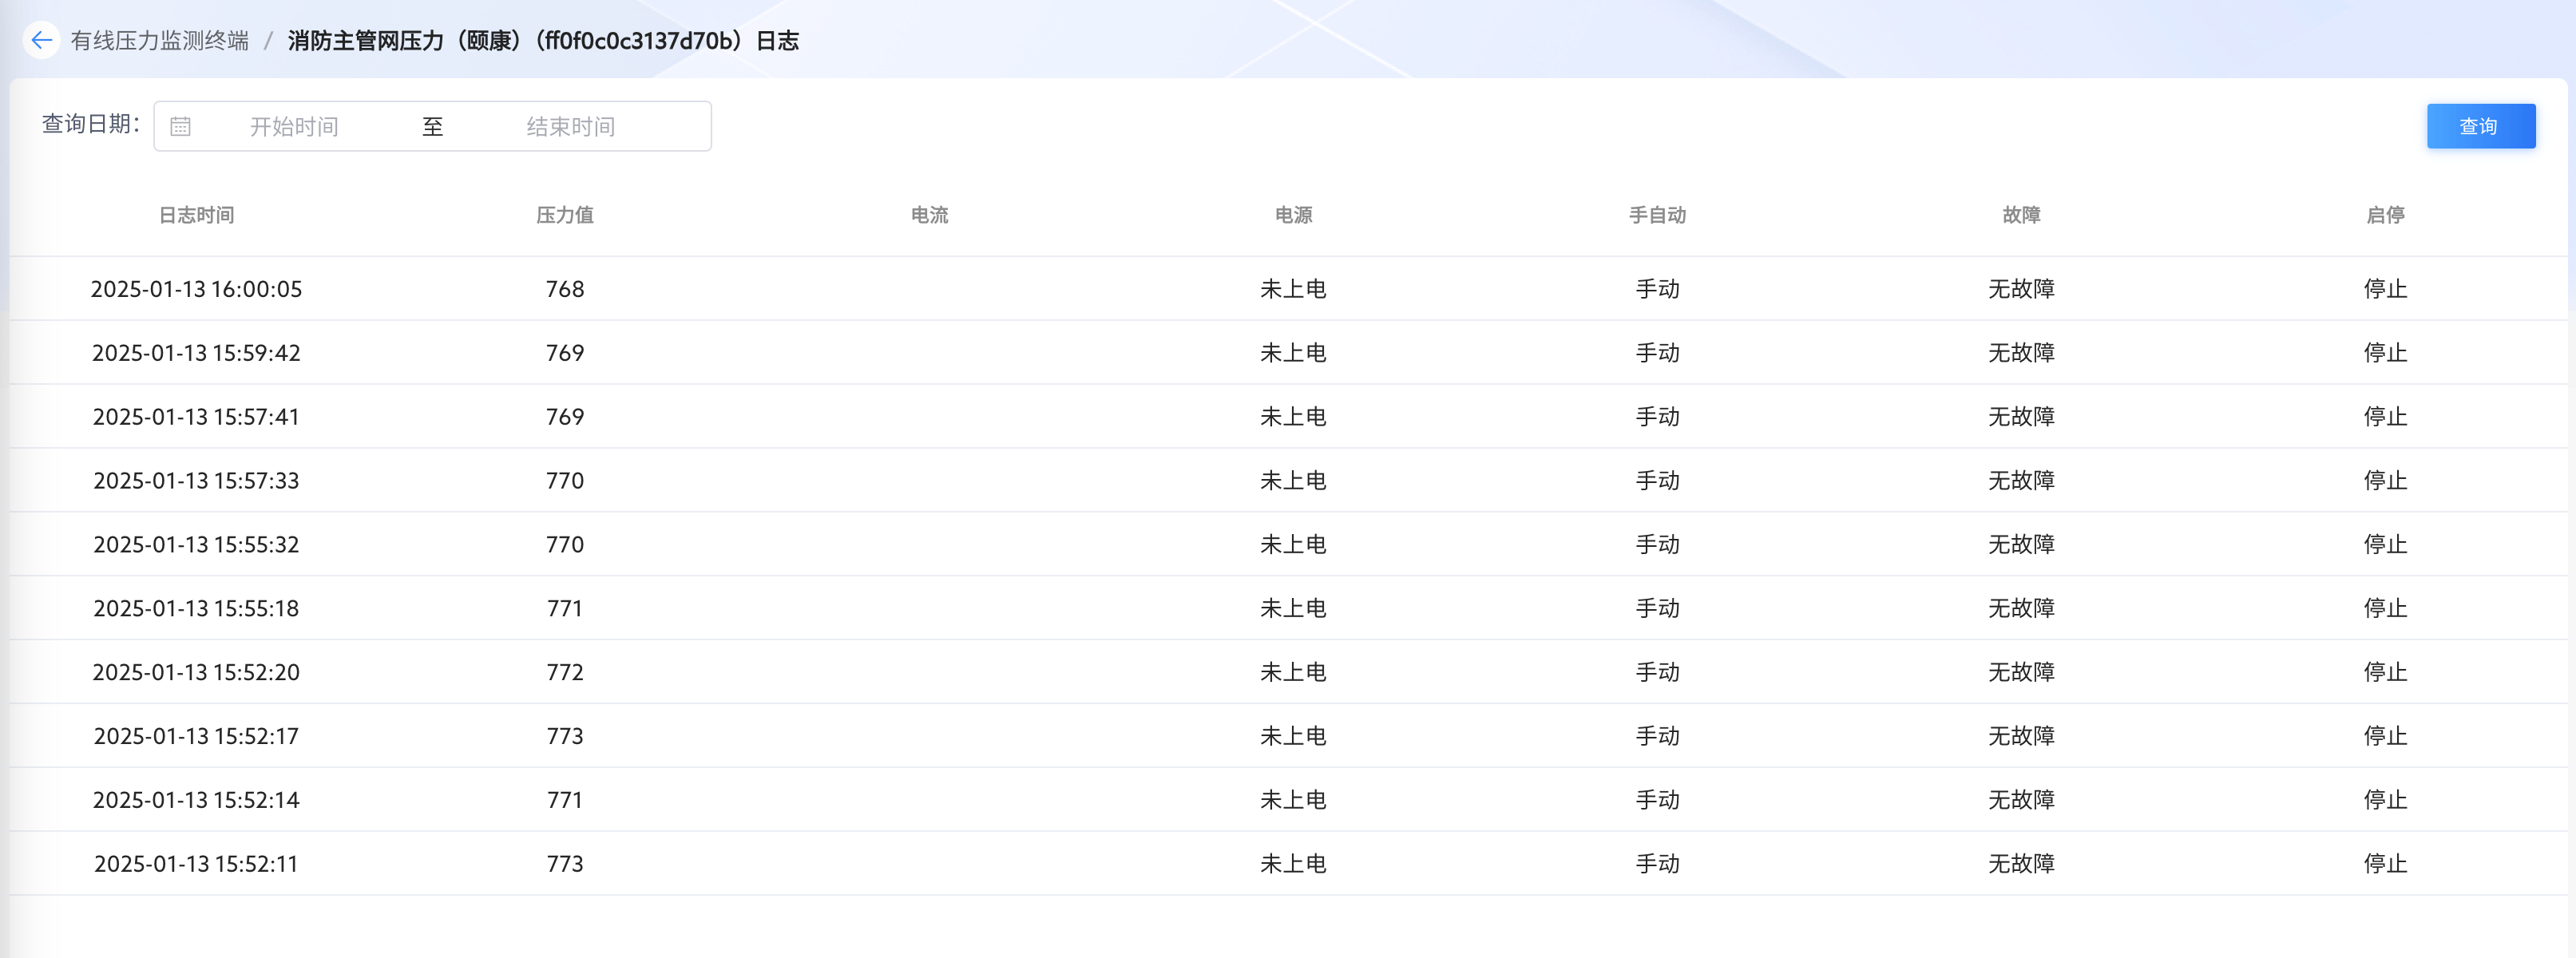 有线压力监测终端 / 消防主管网压力（颐康）（ff0f0c0c3137d70b）日志
查询日期： 开始时间 至 结束时间 查询
日志时间 压力值 电流 电源 手自动 故障 启停
2025-01-13 16:00:05 768 未上电 手动 无故障 停止
2025-01-13 15:59:42 769 未上电 手动 无故障 停止
2025-01-13 15:57:41 769 未上电 手动 无故障 停止
2025-01-13 15:57:33 770 未上电 手动 无故障 停止
2025-01-13 15:55:32 770 未上电 手动 无故障 停止
2025-01-13 15:55:18 771 未上电 手动 无故障 停止
2025-01-13 15:52:20 772 未上电 手动 无故障 停止
2025-01-13 15:52:17 773 未上电 手动 无故障 停止
2025-01-13 15:52:14 771 未上电 手动 无故障 停止
2025-01-13 15:52:11 773 未上电 手动 无故障 停止